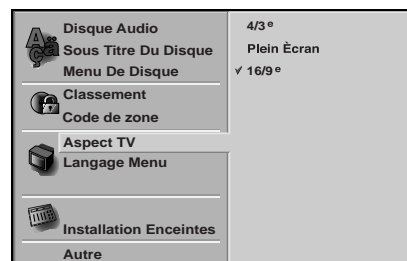 Disque Audio
Sous Titre Du Disque
Menu De Disque
Classement
Code de zone
Aspect TV
Langage Menu
Installation Enceintes
Autre
4/3 e
Plein Ècran
✓ 16/9 e